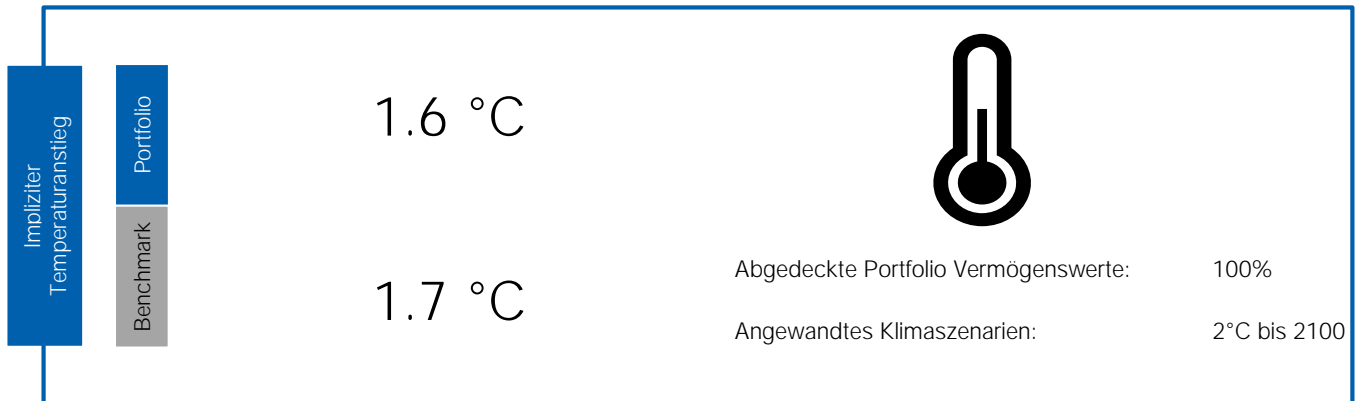 Impliziter
Temperaturanstieg
Portfolio
1.6 °C
Benchmark
1.7 °C
Abgedeckte Portfolio Vermögenswerte: 100%
Angewandtes Klimaszenarien: 2°C bis 2100